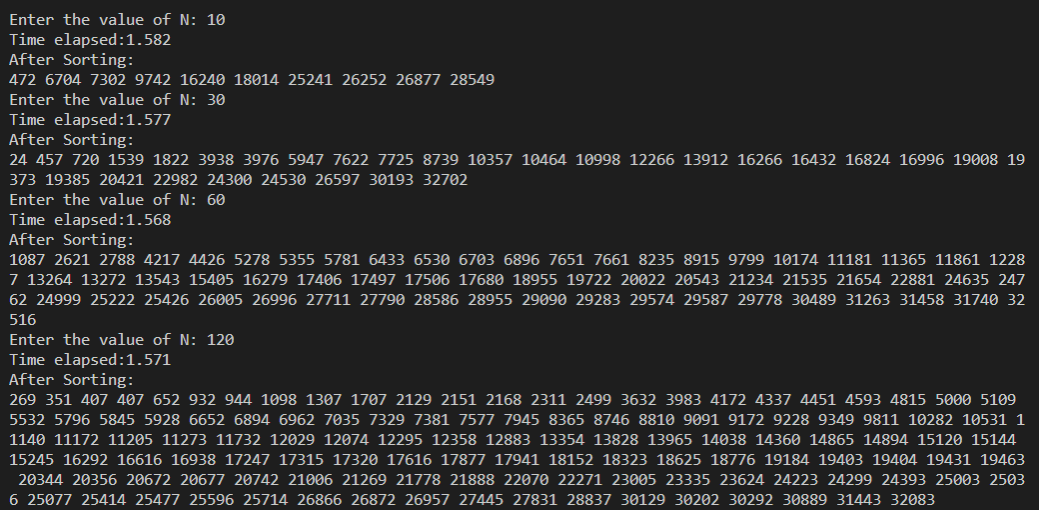 Enter the value of N: 10
Time elapsed:1.582
After Sorting:
472 6704 7302 9742 16240 18014 25241 26252 26877 28549
Enter the value of N: 30
Time elapsed:1.577
After Sorting:
24 457 720 1539 1822 3938 3976 5947 7622 7725 8739 10357 10464 10998 12266 13912 16266 16432 16824 16996 19008 19
373 19385 20421 22982 24300 24530 26597 30193 32702
Enter the value of N: 60
Time elapsed:1.568
After Sorting:
1087 2621 2788 4217 4426 5278 5355 5781 6433 6530 6703 6896 7651 7661 8235 8915 9799 10174 11181 11365 11861 1228
7 13264 13272 13543 15405 16279 17406 17497 17506 17680 18955 19722 20022 20543 21234 21535 21654 22881 24635 247
62 24999 25222 25426 26005 26996 27711 27790 28586 28955 29090 29283 29574 29587 29778 30489 31263 31458 31740 32
516
Enter the value of N: 120
Time elapsed:1.571
After Sorting:
269 351 407 407 652 932 944 1098 1307 1707 2129 2151 2168 2311 2499 3632 3983 4172 4337 4451 4593 4815 5000 5109
5532 5796 5845 5928 6652 6894 6962 7035 7329 7381 7577 7945 8365 8746 8810 9091 9172 9228 9349 9811 10282 10531 1
1140 11172 11205 11273 11732 12029 12074 12295 12358 12883 13354 13828 13965 14038 14360 14865 14894 15120 15144
15245 16292 16616 16938 17247 17315 17320 17616 17877 17941 18152 18323 18625 18776 19184 19403 19404 19431 19463
20344 20356 20672 20677 20742 21006 21269 21778 21888 22070 22271 23005 23335 23624 24223 24299 24393 25003 2503
6 25077 25414 25477 25596 25714 26866 26872 26957 27445 27831 28837 30129 30202 30292 30889 31443 32083